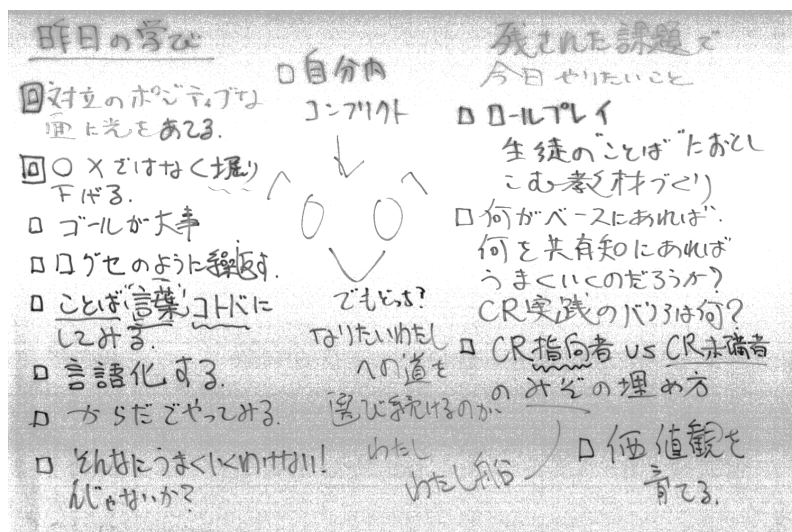 昨日の学び
対立のポジティブな
面に光をあてる.
○×ではなく掘り
下げる.
ゴールが大事
口グセのように繰返す.
ことば“言葉”コトバに
してみる.
言語化する.
からだでやってみる.
そんなにうまくいくわけない!
んじゃないか?
自分内
コンフリクト
でもどっち?
なりたいわたし
への道を
選び続けるのが、
わたし
わたし船
残された課題で
今日やりたいこと
ロールプレイ
生徒の“ことば”におとし
こむ教材づくり
何がベースにあれば
何を共有知にあれば
うまくいくのだろうか?
CR実践のバリアは何?
CR指向者 vs CR未満者
のみぞの埋め方
価値観を
育てる.